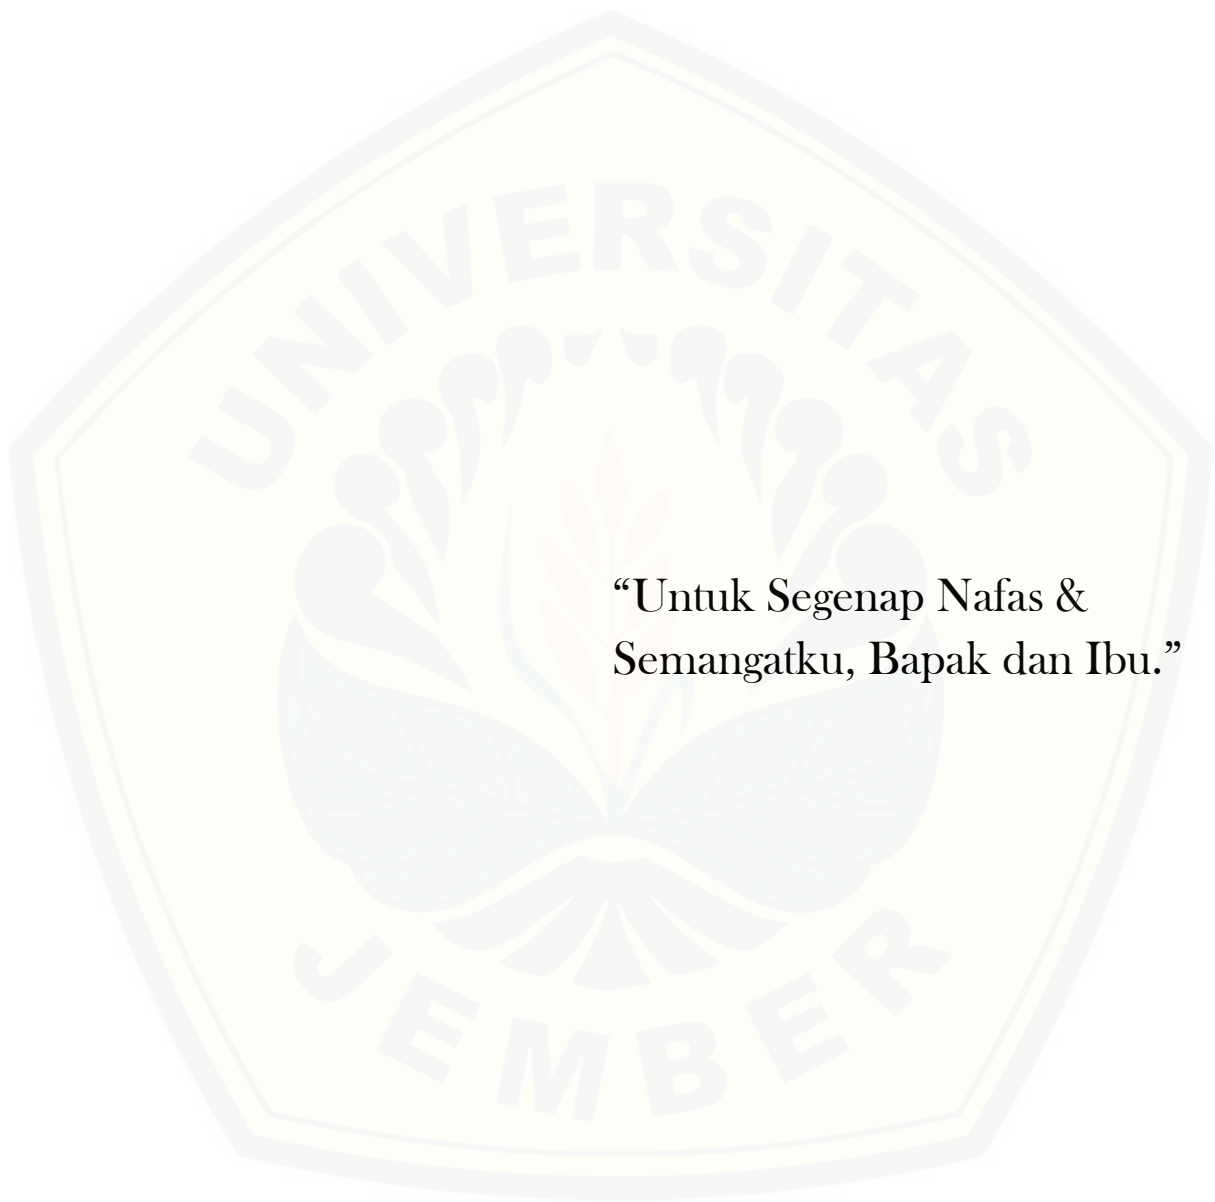 UNIVERSITAS
“Untuk Segenap Nafas &
Semangatku, Bapak dan Ibu.”
JEMBER